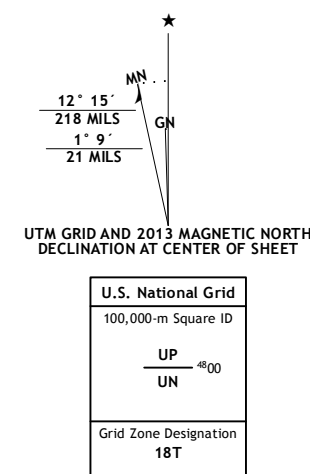 ★
MN
GN
12° 15´
218 MILS
1° 9´
21 MILS
UTM GRID AND 2013 MAGNETIC NORTH
DECLINATION AT CENTER OF SHEET
U.S. National Grid
100,000-m Square ID
UP
4800
UN
Grid Zone Designation
18T